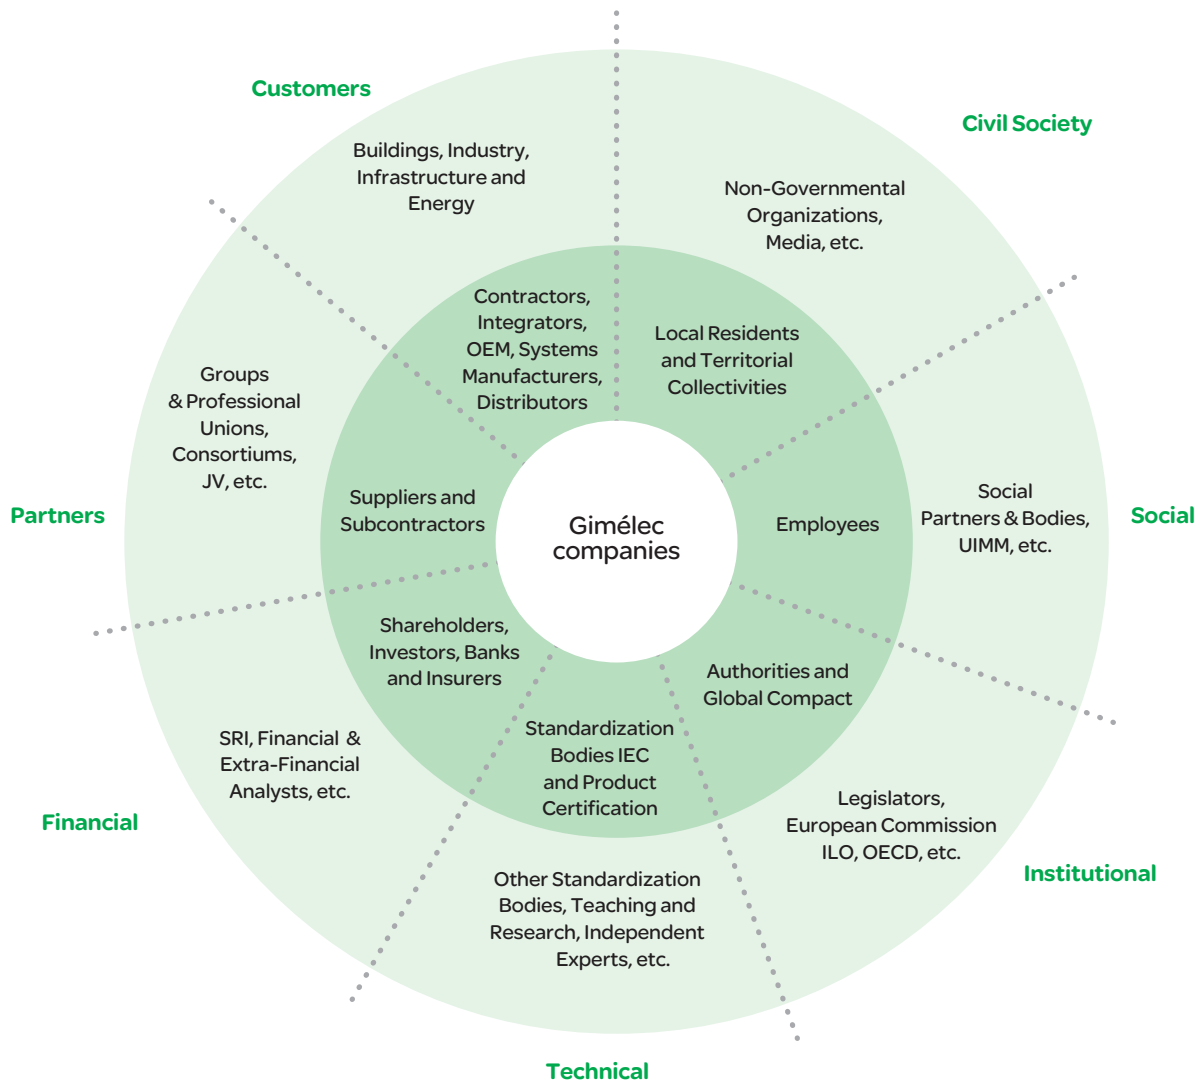 Customers
Buildings, Industry,
Infrastructure and
Energy
Civil Society
Non-Governmental
Organizations,
Media, etc.
Contractors,
Integrators,
OEM, Systems
Manufacturers,
Distributors
Local Residents
and Territorial
Collectivities
Partners
Groups
& Professional
Unions,
Consortiums,
JV, etc.
Suppliers and
Subcontractors
Gimélec
companies
Employees
Social
Partners & Bodies,
UIMM, etc.
Social
Shareholders,
Investors, Banks
and Insurers
Authorities and
Global Compact
Standardization
Bodies IEC
and Product
Certification
SRI, Financial &
Extra-Financial
Analysts, etc.
Financial
Legislators,
European Commission
ILO, OECD, etc.
Institutional
Other Standardization
Bodies, Teaching and
Research, Independent
Experts, etc.
Technical